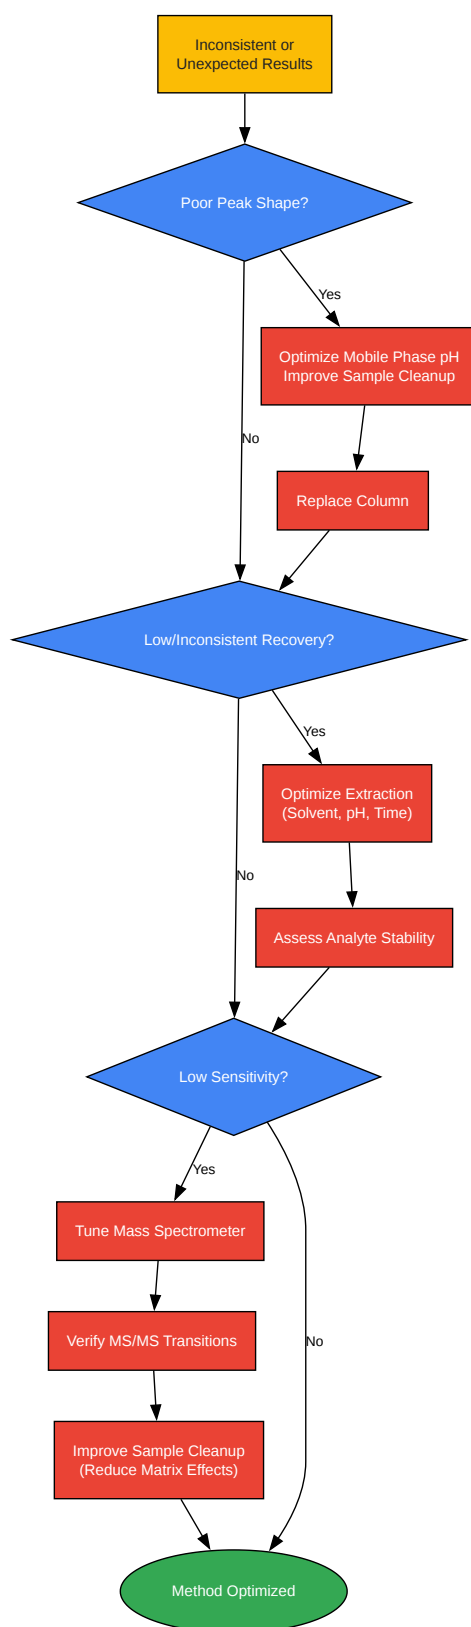 Inconsistent or
Unexpected Results
Poor Peak Shape?
Yes
Optimize Mobile Phase pH
Improve Sample Cleanup
No
Replace Column
Low/Inconsistent Recovery?
Yes
Optimize Extraction
(Solvent, pH, Time)
No
Assess Analyte Stability
Low Sensitivity?
Yes
Tune Mass Spectrometer
Verify MS/MS Transitions
No
Improve Sample Cleanup
(Reduce Matrix Effects)
Method Optimized